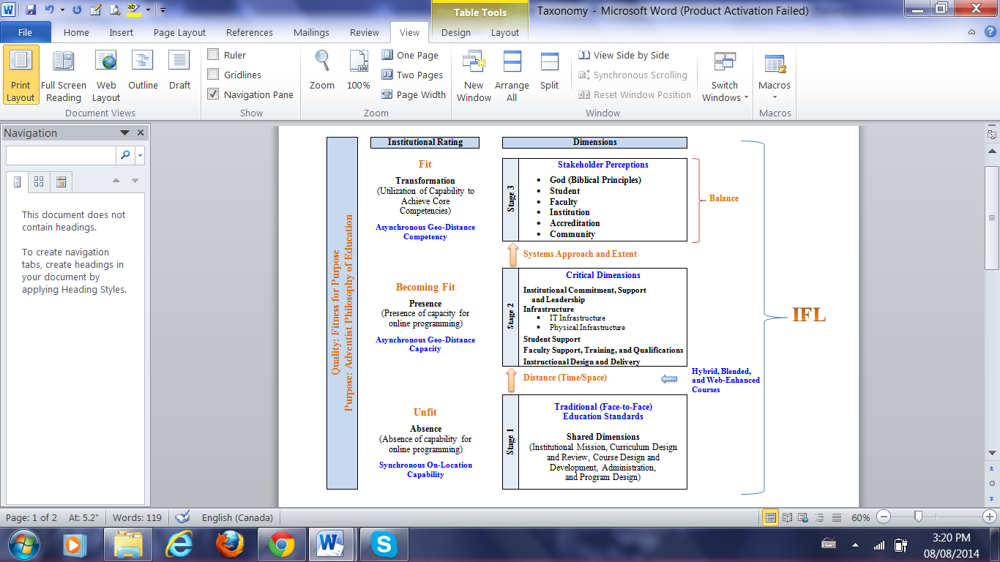 Table Tools
Taxonomy - Microsoft Word (Product Activation Failed)
File
Home
Insert
Page Layout
References
Mailings
Review
View
Design
Layout
Print
Layout
Full Screen
Reading
Web
Layout
Outline
Draft
Document Views
Ruler
Gridlines
Navigation Pane
Show
Zoom
100%
One Page
Two Pages
Page Width
Zoom
New
Window
Arrange
All
Split
View Side by Side
Synchronous Scrolling
Reset Window Position
Window
Switch
Windows
Macros
Macros
Navigation
This document does not
contain headings.
To create navigation
tabs, create headings in
your document by
applying Heading Styles.
Quality: Fitness for Purpose
Purpose: Adventist Philosophy of Education
Institutional Rating
Fit
Transformation
(Utilization of Capability to
Achieve Core
Competencies)
Asynchronous Geo-Distance
Competency
Becoming Fit
Presence
(Presence of capacity for
online programming)
Asynchronous Geo-Distance
Capacity
Unfit
Absence
(Absence of capability for
online programming)
Synchronous On-Location
Capability
Dimensions
Stage 3
Stakeholder Perceptions
• God (Biblical Principles)
• Student
• Faculty
• Institution
• Accreditation
• Community
Balance
Systems Approach and Extent
Stage 2
Critical Dimensions
Institutional Commitment, Support
and Leadership
Infrastructure
• IT Infrastructure
• Physical Infrastructure
Student Support
Faculty Support, Training, and Qualifications
Instructional Design and Delivery
Distance (Time/Space)
Hybrid, Blended,
and Web-Enhanced
Courses
Stage 1
Traditional (Face-to-Face)
Education Standards
Shared Dimensions
(Institutional Mission, Curriculum Design
and Review, Course Design and
Development, Administration,
and Program Design)
IFL
Page: 1 of 2
At: 5.2"
Words: 119
English (Canada)
60%
3:20 PM
08/08/2014